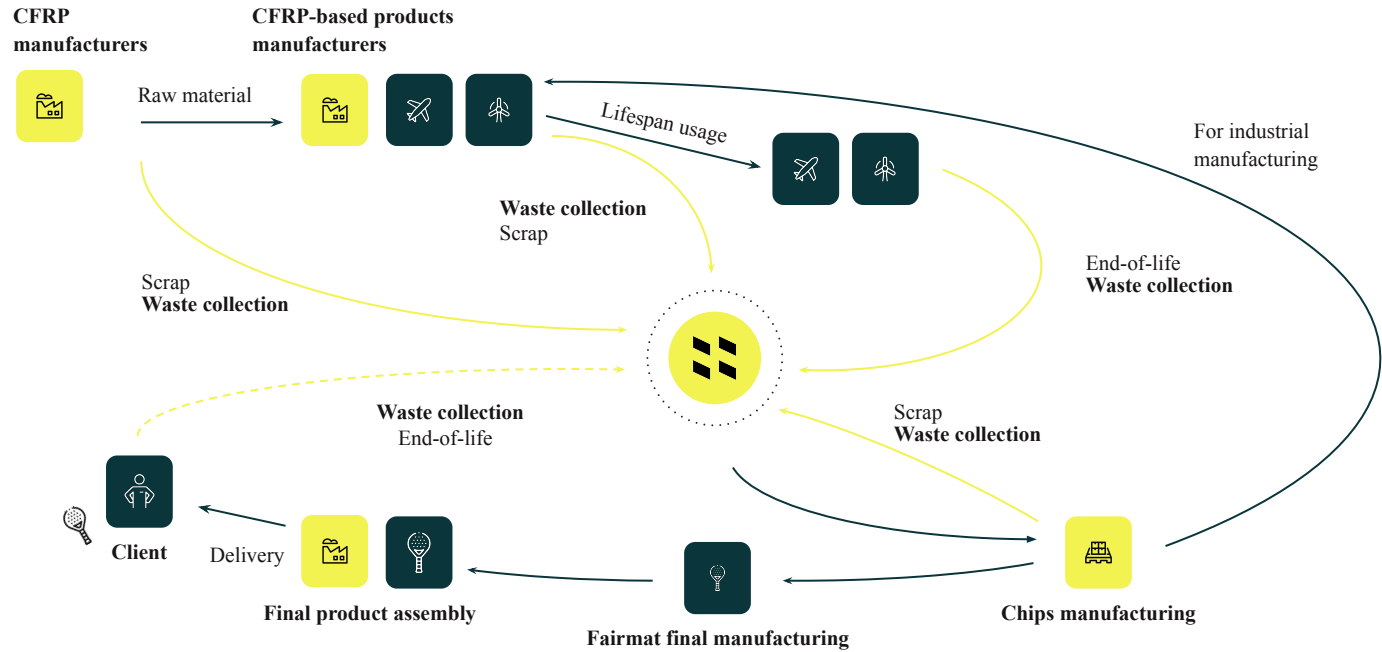 CFRP
manufacturers
CFRP-based products
manufacturers
Raw material
Lifespan usage
For industrial
manufacturing
Waste collection
Scrap
End-of-life
Waste collection
Scrap
Waste collection
Waste collection
End-of-life
Scrap
Waste collection
Client
Delivery
Final product assembly
Fairmat final manufacturing
Chips manufacturing